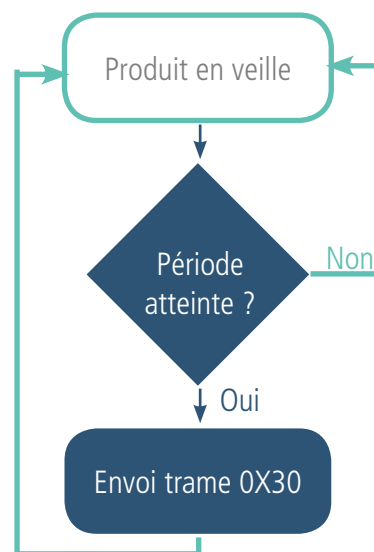 Produit en veille
Période
atteinte ?
Non
Oui
Envoi trame 0X30